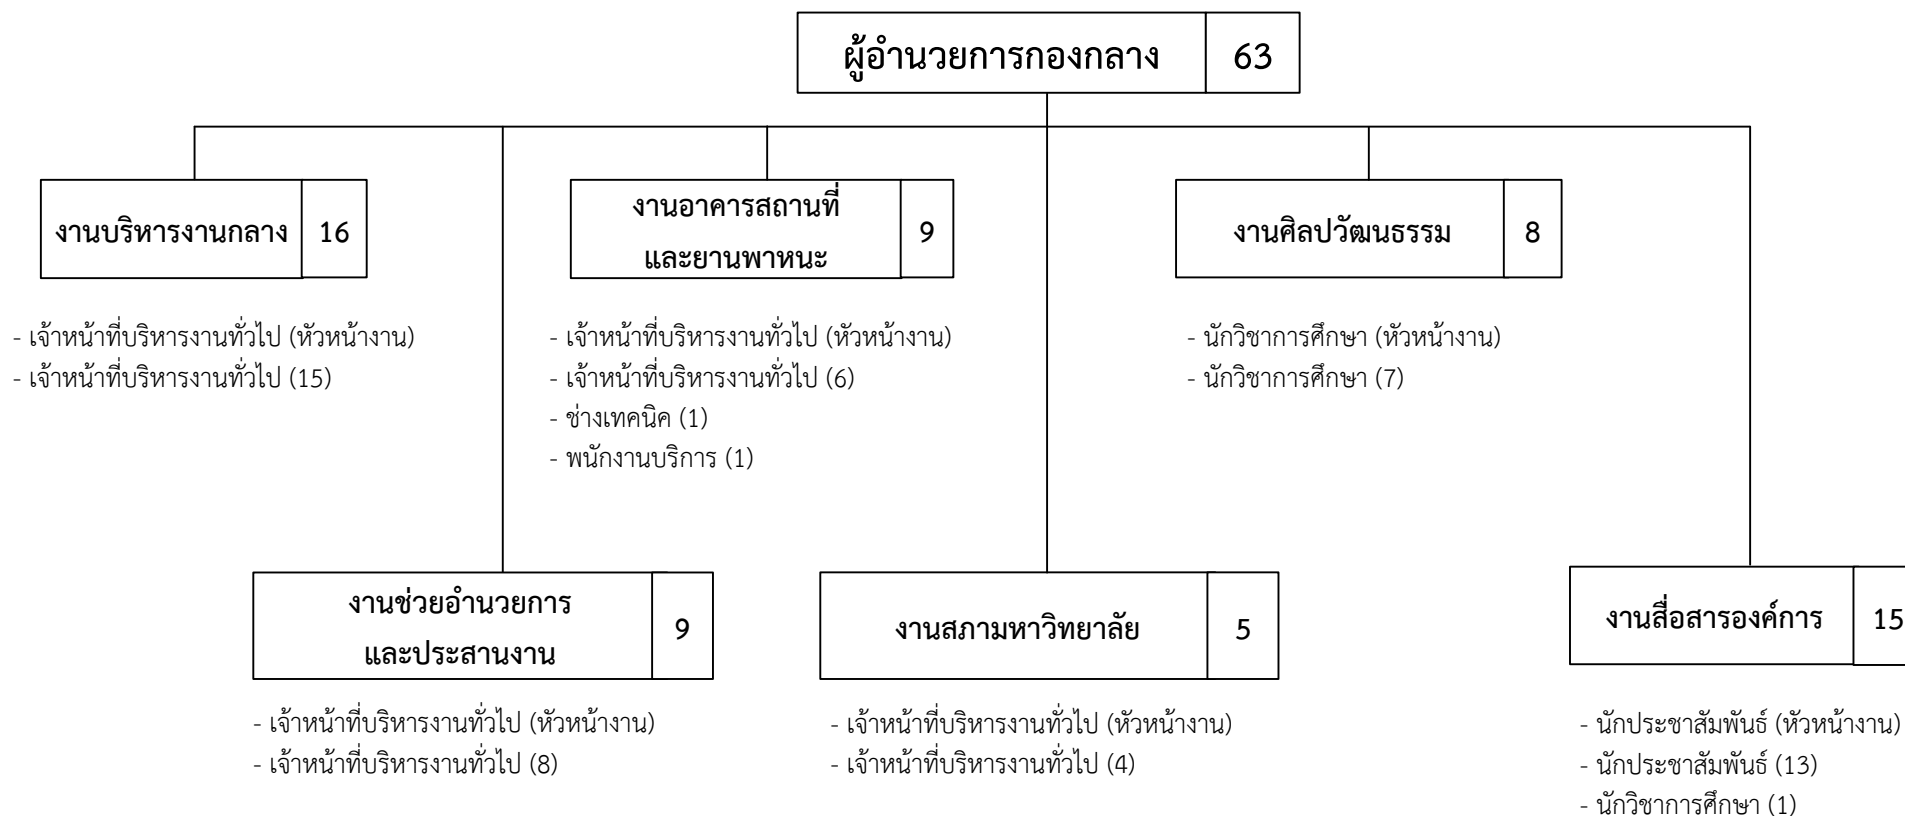 ผู้อำนวยการกองกลาง 63
งานบริหารงานกลาง 16
- เจ้าหน้าที่บริหารงานทั่วไป (หัวหน้างาน)
- เจ้าหน้าที่บริหารงานทั่วไป (15)
งานอาคารสถานที่
และยานพาหนะ 9
- เจ้าหน้าที่บริหารงานทั่วไป (หัวหน้างาน)
- เจ้าหน้าที่บริหารงานทั่วไป (6)
- ช่างเทคนิค (1)
- พนักงานบริการ (1)
งานศิลปวัฒนธรรม 8
- นักวิชาการศึกษา (หัวหน้างาน)
- นักวิชาการศึกษา (7)
งานช่วยอำนวยการ
และประสานงาน 9
- เจ้าหน้าที่บริหารงานทั่วไป (หัวหน้างาน)
- เจ้าหน้าที่บริหารงานทั่วไป (8)
งานสภามหาวิทยาลัย 5
- เจ้าหน้าที่บริหารงานทั่วไป (หัวหน้างาน)
- เจ้าหน้าที่บริหารงานทั่วไป (4)
งานสื่อสารองค์การ 15
- นักประชาสัมพันธ์ (หัวหน้างาน)
- นักประชาสัมพันธ์ (13)
- นักวิชาการศึกษา (1)